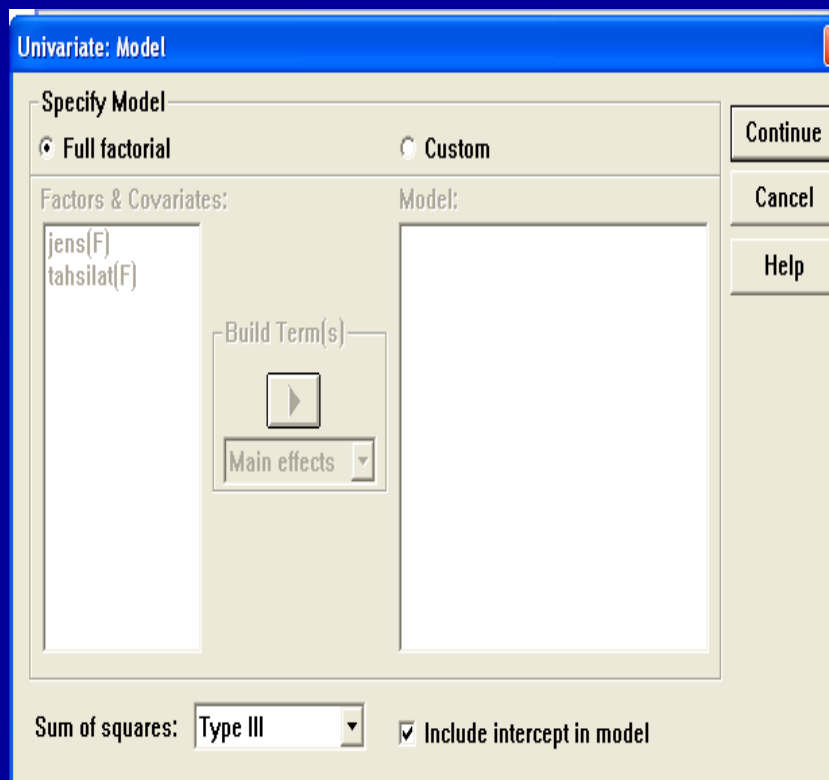 Univariate: Model
Specify Model
Full factorial
Custom
Continue
Cancel
Help
Factors & Covariates:
Model:
jens(F)
tahsilat(F)
Build Term(s)
Main effects
Sum of squares:
Type III
Include intercept in model